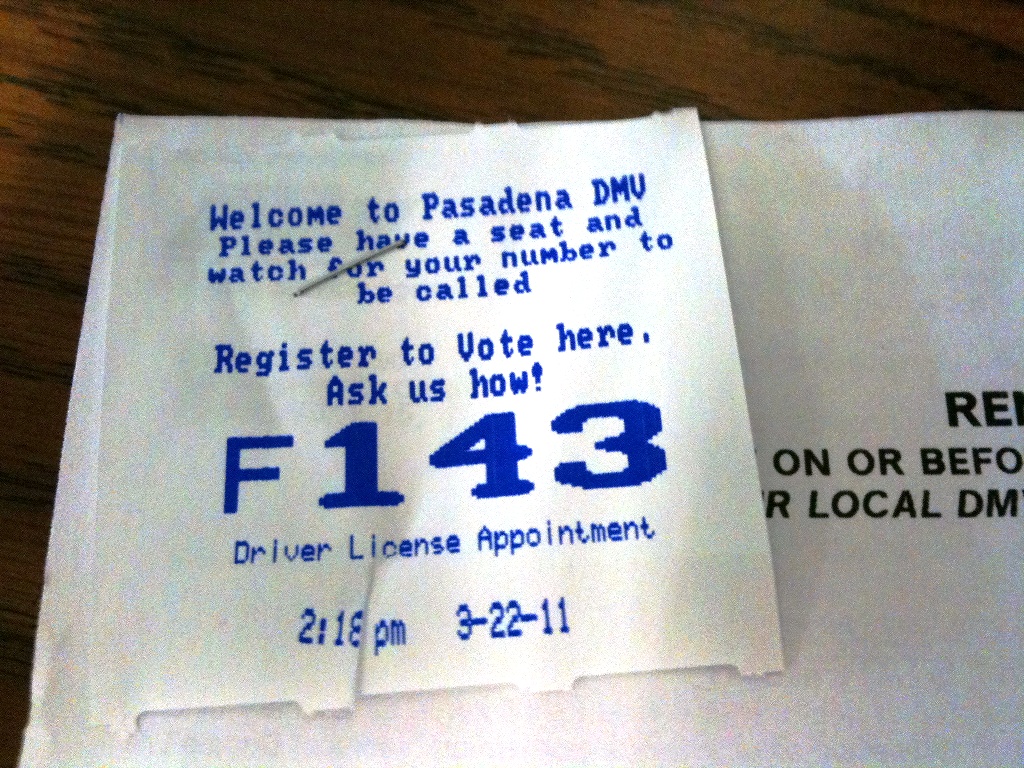 Welcome to Pasadena DMV
Please have a seat and
watch for your number to
be called
Register to Vote here.
Ask us how!
F143
Driver License Appointment
2:18 pm 3-22-11
REN
ON OR BEFO
R LOCAL DM